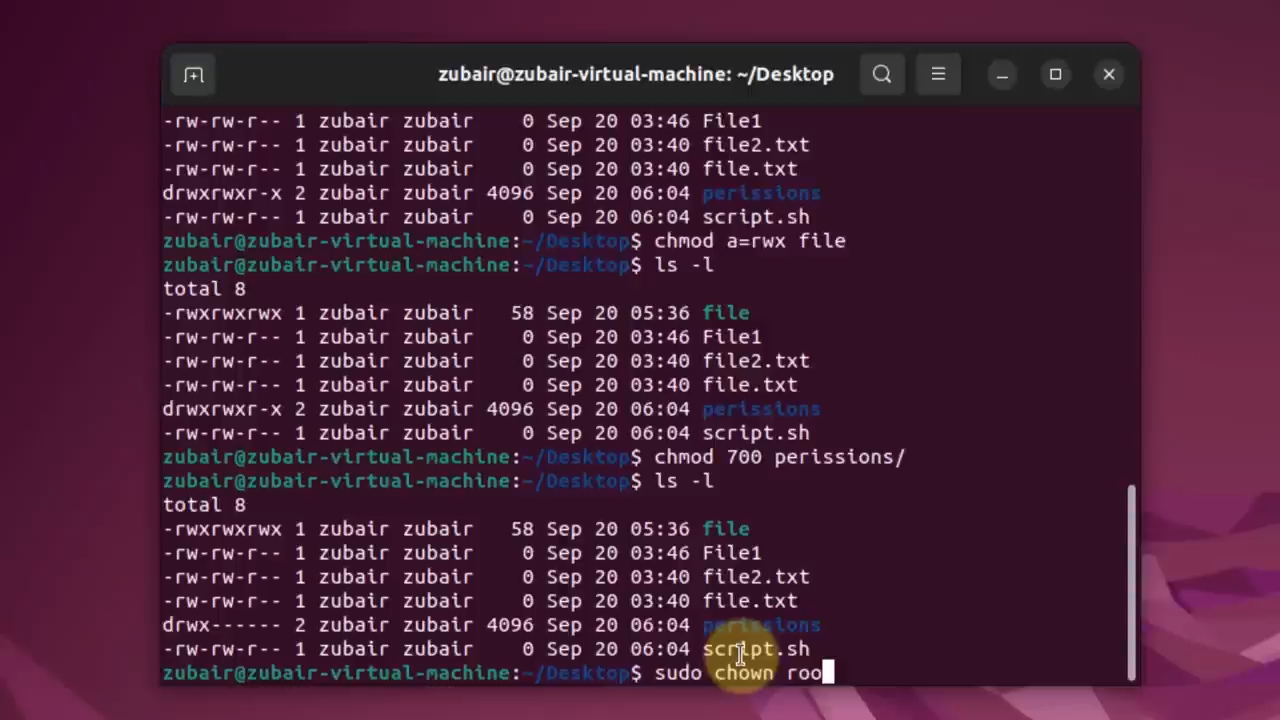 zubair@zubair-virtual-machine: ~/Desktop
-rw-rw-r-- 1 zubair zubair    0 Sep 20 03:46 File1
-rw-rw-r-- 1 zubair zubair    0 Sep 20 03:40 file2.txt
-rw-rw-r-- 1 zubair zubair    0 Sep 20 03:40 file.txt
drwxrwxr-x 2 zubair zubair 4096 Sep 20 06:04 perissions
-rw-rw-r-- 1 zubair zubair    0 Sep 20 06:04 script.sh
zubair@zubair-virtual-machine:~/Desktop$ chmod a=rwx file
zubair@zubair-virtual-machine:~/Desktop$ ls -l
total 8
-rwxrwxrwx 1 zubair zubair   58 Sep 20 05:36 file
-rw-rw-r-- 1 zubair zubair    0 Sep 20 03:46 File1
-rw-rw-r-- 1 zubair zubair    0 Sep 20 03:40 file2.txt
-rw-rw-r-- 1 zubair zubair    0 Sep 20 03:40 file.txt
drwxrwxr-x 2 zubair zubair 4096 Sep 20 06:04 perissions
-rw-rw-r-- 1 zubair zubair    0 Sep 20 06:04 script.sh
zubair@zubair-virtual-machine:~/Desktop$ chmod 700 perissions/
zubair@zubair-virtual-machine:~/Desktop$ ls -l
total 8
-rwxrwxrwx 1 zubair zubair   58 Sep 20 05:36 file
-rw-rw-r-- 1 zubair zubair    0 Sep 20 03:46 File1
-rw-rw-r-- 1 zubair zubair    0 Sep 20 03:40 file2.txt
-rw-rw-r-- 1 zubair zubair    0 Sep 20 03:40 file.txt
drwx------ 2 zubair zubair 4096 Sep 20 06:04 perissions
-rw-rw-r-- 1 zubair zubair    0 Sep 20 06:04 script.sh
zubair@zubair-virtual-machine:~/Desktop$ sudo chown roo